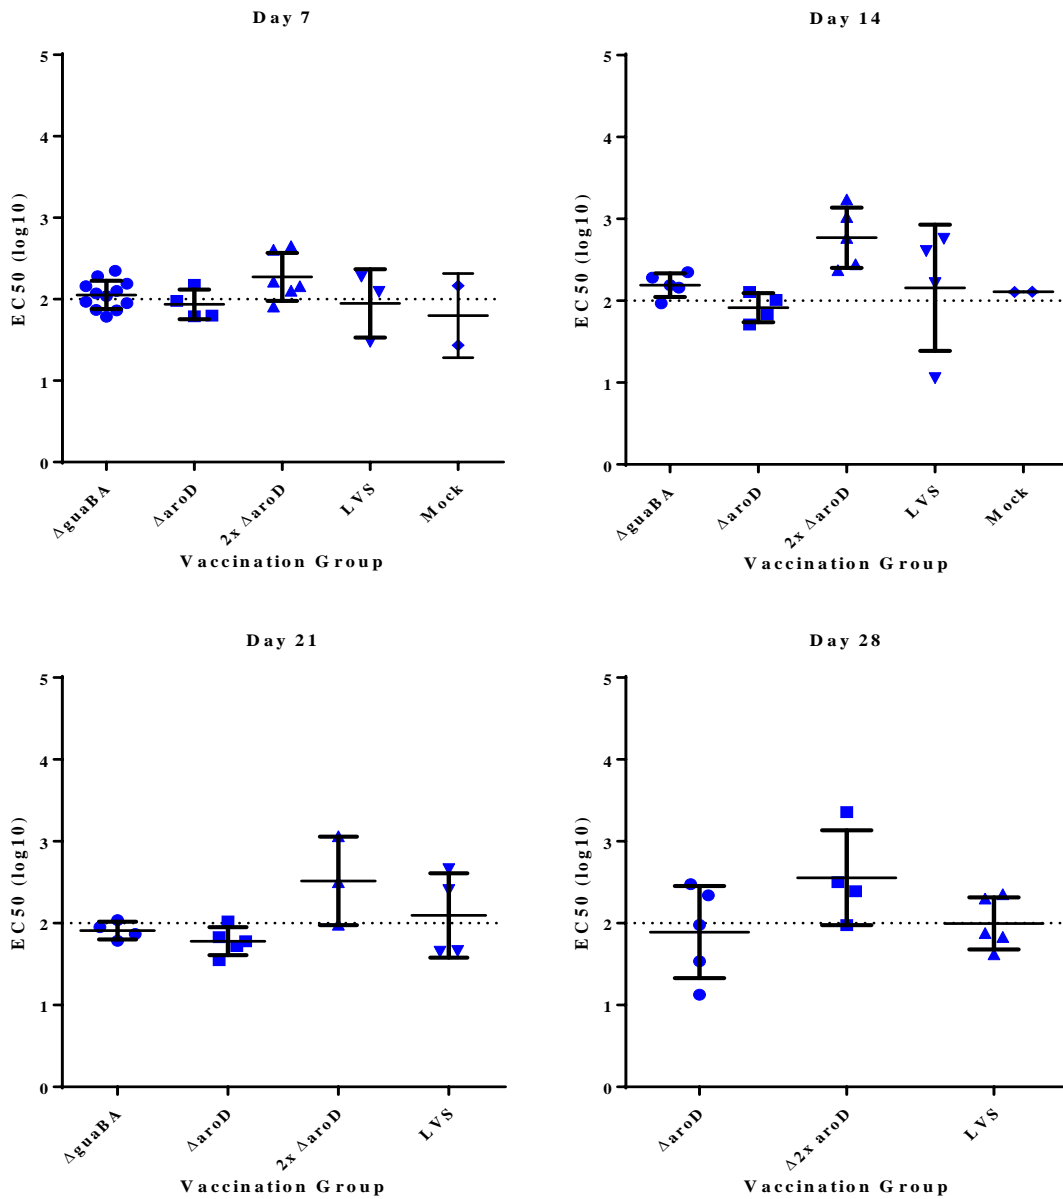 Day 7
EC50 (log10)
5
4
3
2
1
0
ΔguaBA
ΔaroD
2x ΔaroD
LVS
Mock
Vaccination Group
Day 14
EC50 (log10)
5
4
3
2
1
0
ΔguaBA
ΔaroD
2x ΔaroD
LVS
Mock
Vaccination Group
Day 21
EC50 (log10)
5
4
3
2
1
0
ΔguaBA
ΔaroD
2x ΔaroD
LVS
Vaccination Group
Day 28
EC50 (log10)
5
4
3
2
1
0
ΔaroD
Δ2x aroD
LVS
Vaccination Group